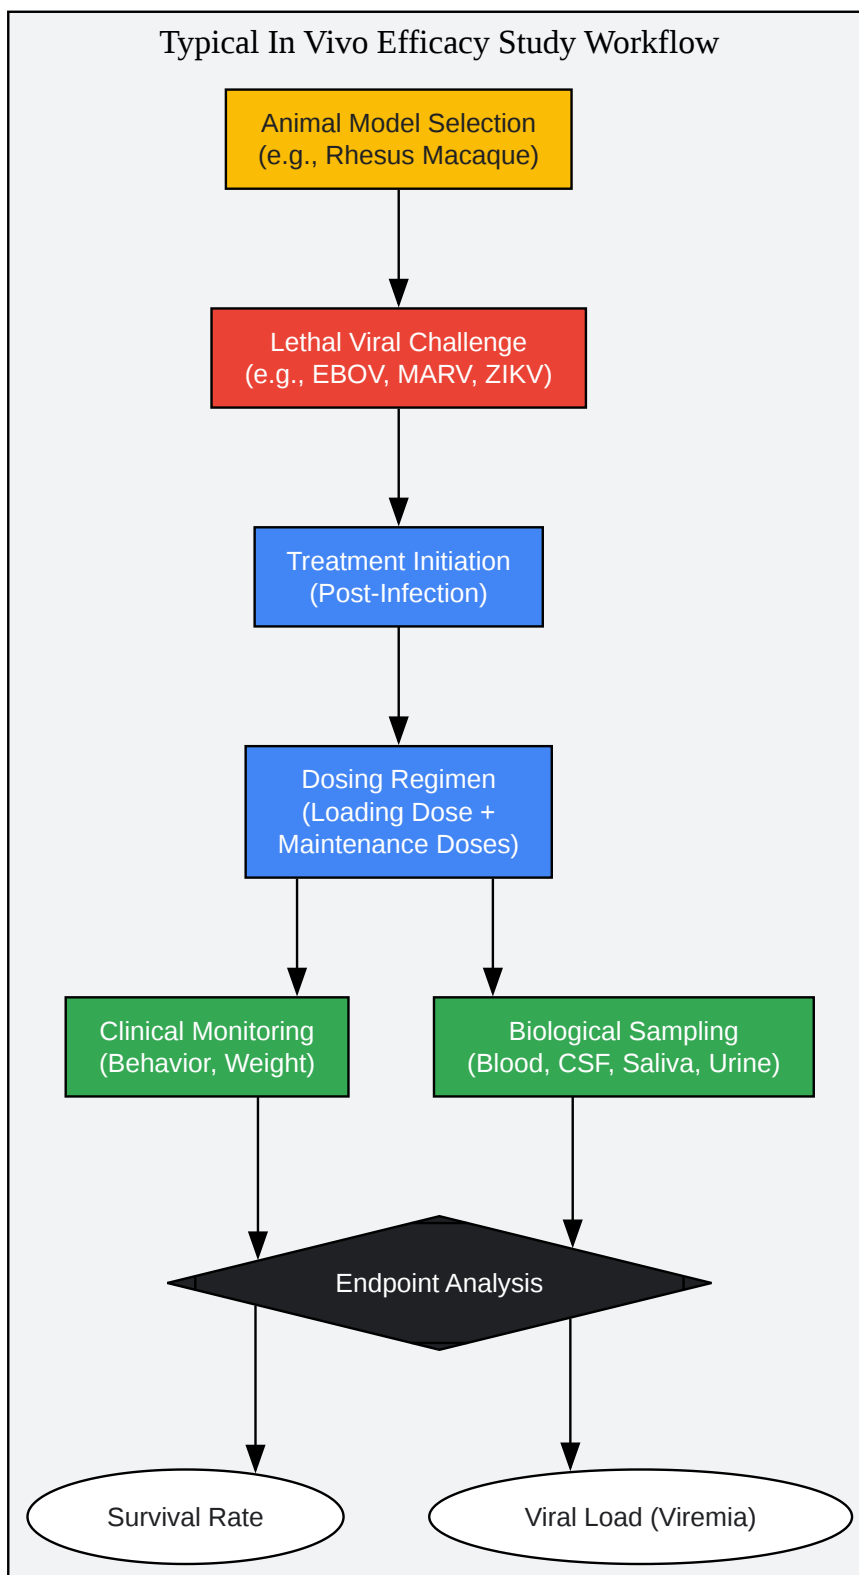 Typical In Vivo Efficacy Study Workflow
Animal Model Selection
(e.g., Rhesus Macaque)
Lethal Viral Challenge
(e.g., EBOV, MARV, ZIKV)
Treatment Initiation
(Post-Infection)
Dosing Regimen
(Loading Dose +
Maintenance Doses)
Clinical Monitoring
(Behavior, Weight)
Biological Sampling
(Blood, CSF, Saliva, Urine)
Endpoint Analysis
Survival Rate
Viral Load (Viremia)